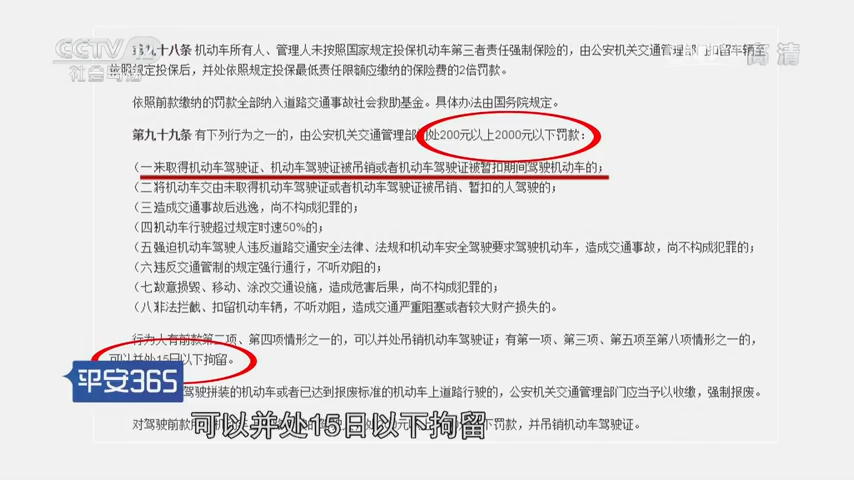 CCTV 12
社会与法
高清
第九十八条 机动车所有人、管理人未按照国家规定投保机动车第三者责任强制保险的，由公安机关交通管理部门扣留车辆至
依照规定投保后，并处依照规定投保最低责任限额应缴纳的保险费的2倍罚款。
依照前款缴纳的罚款全部纳入道路交通事故社会救助基金。具体办法由国务院规定。
第九十九条 有下列行为之一的，由公安机关交通管理部门处200元以上2000元以下罚款：
（一）未取得机动车驾驶证、机动车驾驶证被吊销或者机动车驾驶证被暂扣期间驾驶机动车的；
（二）将机动车交由未取得机动车驾驶证或者机动车驾驶证被吊销、暂扣的人驾驶的；
（三）造成交通事故后逃逸，尚不构成犯罪的；
（四）机动车行驶超过规定时速50%的；
（五）强迫机动车驾驶人违反道路交通安全法律、法规和机动车安全驾驶要求驾驶机动车，造成交通事故，尚不构成犯罪的；
（六）违反交通管制的规定强行通行，不听劝阻的；
（七）故意损毁、移动、涂改交通设施，造成危害后果，尚不构成犯罪的；
（八）非法拦截、扣留机动车辆，不听劝阻，造成交通严重阻塞或者较大财产损失的。
行为人有前款第二项、第四项情形之一的，可以并处吊销机动车驾驶证；有第一项、第三项、第五项至第八项情形之一的，
可以并处15日以下拘留。
平安365
驾驶拼装的机动车或者已达到报废标准的机动车上道路行驶的，公安机关交通管理部门应当予以收缴，强制报废。
对驾驶前款所 罚款，并吊销机动车驾驶证。
可以并处15日以下拘留